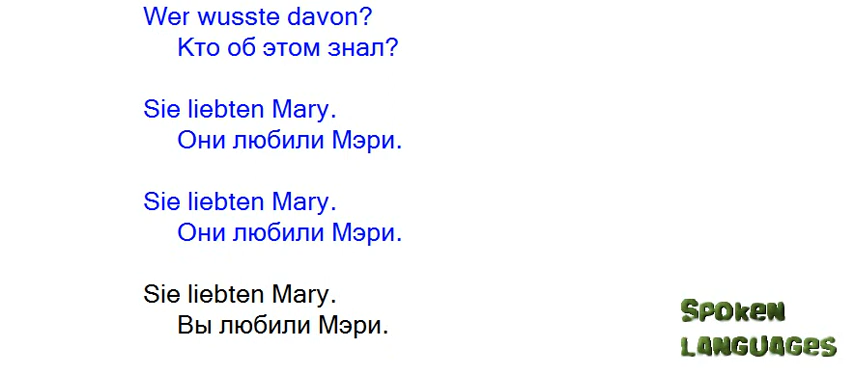 Wer wusste davon?
Кто об этом знал?
Sie liebten Mary.
Они любили Мэри.
Sie liebten Mary.
Они любили Мэри.
Sie liebten Mary.
Вы любили Мэри.
Spoken
Languages